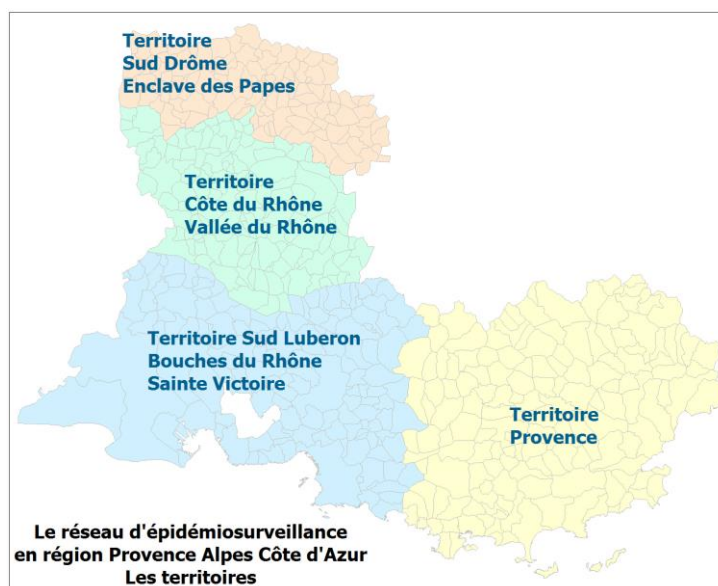 Territoire
Sud Drôme
Enclave des Papes
Territoire
Côte du Rhône
Vallée du Rhône
Territoire Sud Luberon
Bouches du Rhône
Sainte Victoire
Territoire
Provence
Le réseau d'épidémiosurveillance
en région Provence Alpes Côte d'Azur
Les territoires